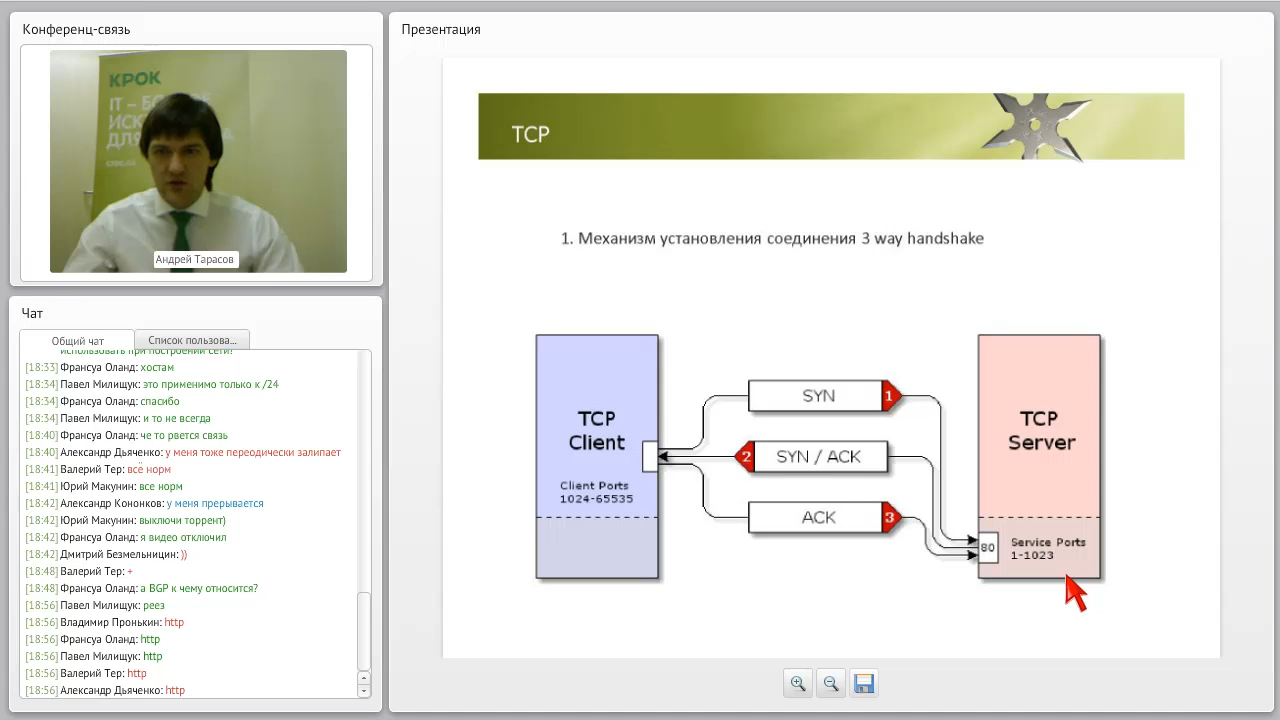 Конференц-связь
КРОК
IT –
Андрей Тарасов
Чат
Общий чат
Список пользова...
использовать при построении сети?
[18:33] Франсуа Оланд: хостам
[18:34] Павел Милищук: это применимо только к /24
[18:34] Франсуа Оланд: спасибо
[18:34] Павел Милищук: и то не всегда
[18:40] Франсуа Оланд: че то рвется связь
[18:40] Александр Дьяченко: у меня тоже переодически залипает
[18:41] Валерий Тер: всё норм
[18:41] Юрий Макунин: все норм
[18:42] Александр Кононков: у меня прерывается
[18:42] Юрий Макунин: выключи торрент)
[18:42] Франсуа Оланд: я видео отключил
[18:42] Дмитрий Безмельницин: ))
[18:48] Валерий Тер: +
[18:48] Франсуа Оланд: а BGP к чему относится?
[18:56] Павел Милищук: реез
[18:56] Владимир Пронькин: http
[18:56] Франсуа Оланд: http
[18:56] Павел Милищук: http
[18:56] Валерий Тер: http
[18:56] Александр Дьяченко: http
Презентация
TCP
1. Механизм установления соединения 3 way handshake
TCP
Client
Client Ports
1024-65535
SYN
1
2
SYN / ACK
ACK
3
TCP
Server
80
Service Ports
1-1023